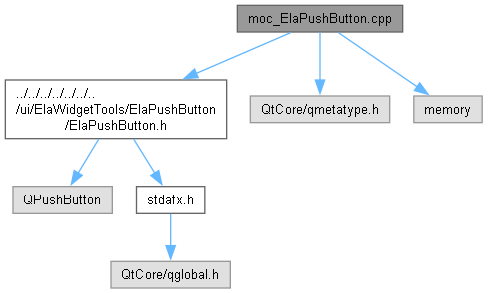 moc_ElaPushButton.cpp
../../../../../../..
/ui/ElaWidgetTools/ElaPushButton
/ElaPushButton.h
QtCore/qmetatype.h
memory
QPushButton
stdafx.h
QtCore/qglobal.h